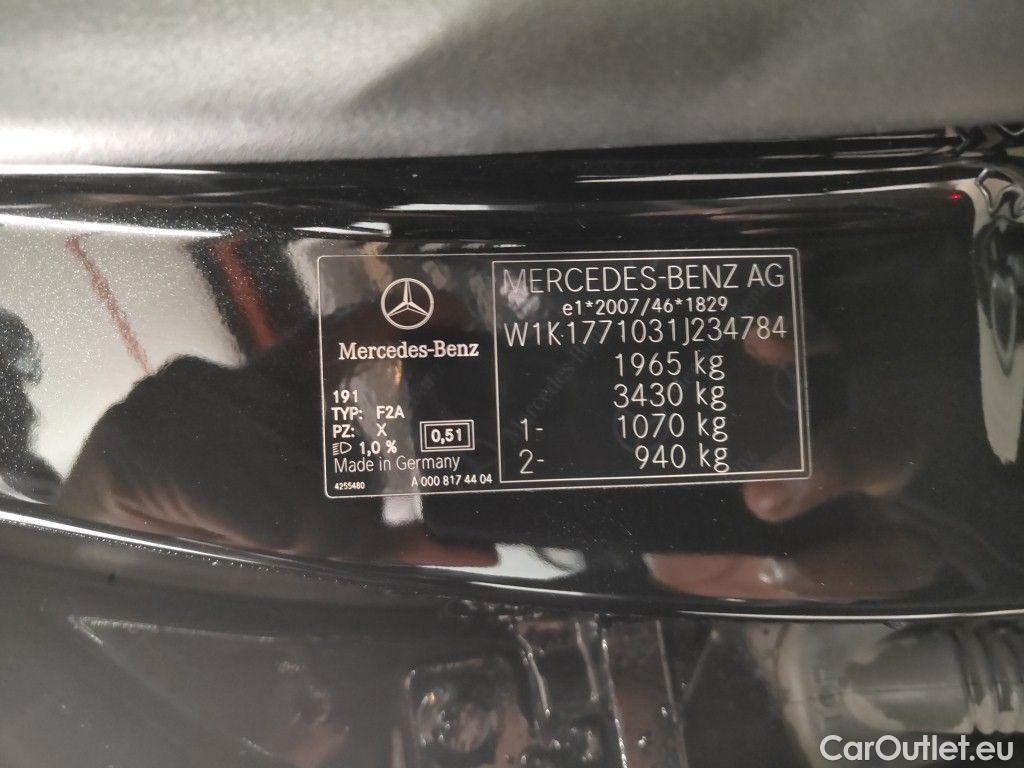 Mercedes-Benz
191
TYP: F2A
PZ: X
1,0 %
0,51
Made in Germany
4255480 A 000 817 44 04
MERCEDES-BENZ AG
e1*2007/46*1829
W1K1771031J234784
1965 kg
3430 kg
1- 1070 kg
2- 940 kg
CarOutlet.eu